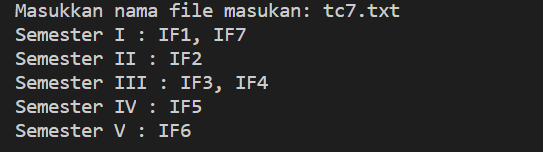 Masukkan nama file masukan: tc7.txt
Semester I : IF1, IF7
Semester II : IF2
Semester III : IF3, IF4
Semester IV : IF5
Semester V : IF6